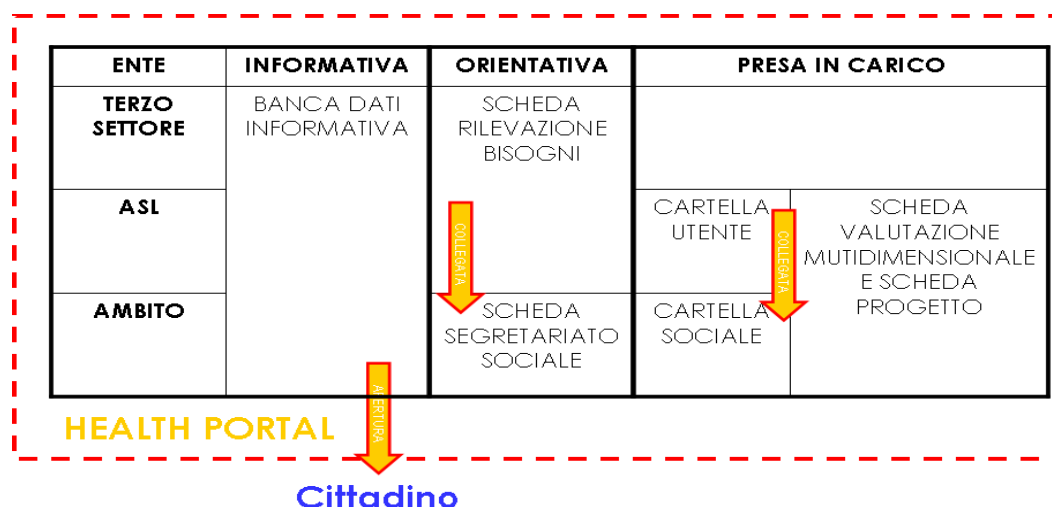 ENTE INFORMATIVA ORIENTATIVA PRESA IN CARICO
TERZO
SETTORE
BANCA DATI
INFORMATIVA
SCHEDA
RILEVAZIONE
BISOGNI
ASL
COLLEGATA
CARTELLA
UTENTE
COLLEGATA
SCHEDA
VALUTAZIONE
MUTIDIMENSIONALE
E SCHEDA
PROGETTO
AMBITO
SCHEDA
SEGRETARIATO
SOCIALE
CARTELLA
SOCIALE
APERTURA
HEALTH PORTAL
Cittadino